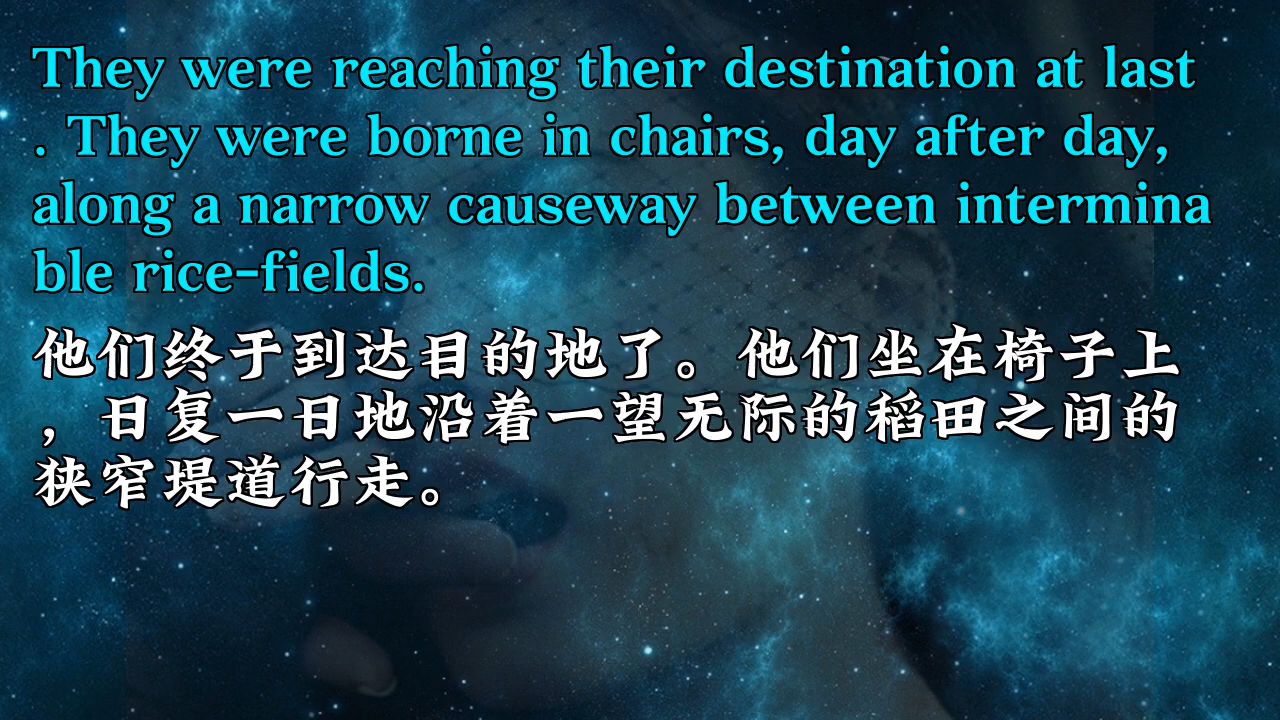 They were reaching their destination at last
. They were borne in chairs, day after day,
along a narrow causeway between intermina
ble rice-fields.
他们终于到达目的地了。他们坐在椅子上
，日复一日地沿着一望无际的稻田之间的
狭窄堤道行走。